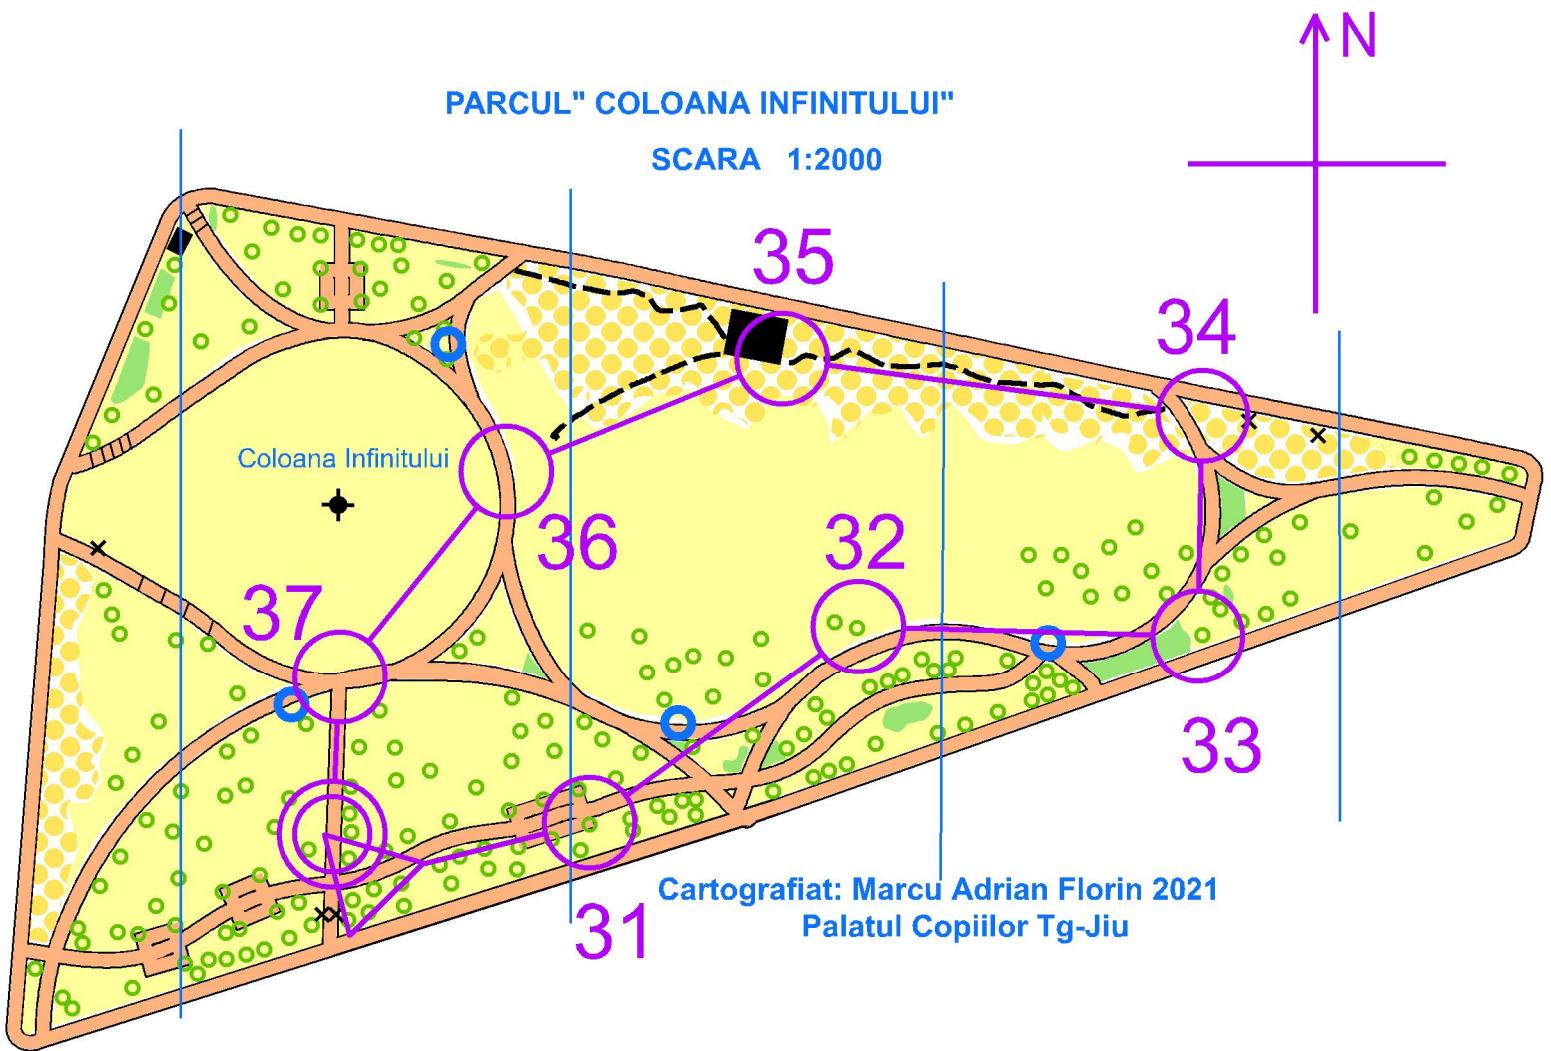 N
PARCUL" COLOANA INFINITULUI"
SCARA 1:2000
35
34
Coloana Infinitului
36
32
37
33
31
Cartografiat: Marcu Adrian Florin 2021
Palatul Copiilor Tg-Jiu